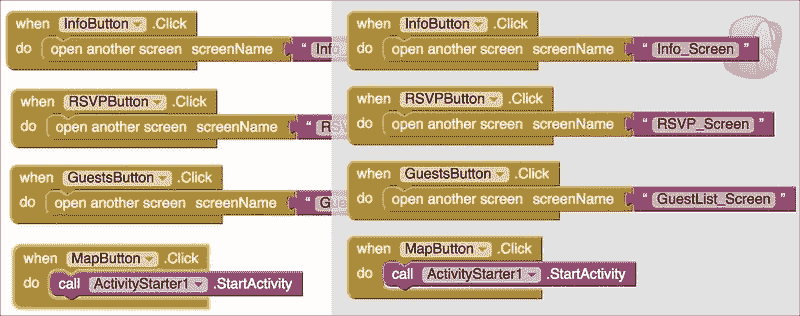 when InfoButton .Click
do open another screen screenName “ Info_
when RSVPButton .Click
do open another screen screenName “ RS
when GuestsButton .Click
do open another screen screenName “ Gu
when MapButton .Click
do call ActivityStarter1 .StartActivity
when InfoButton .Click
do open another screen screenName “ Info_Screen ”
when RSVPButton .Click
do open another screen screenName “ RSVP_Screen ”
when GuestsButton .Click
do open another screen screenName “ GuestList_Screen ”
when MapButton .Click
do call ActivityStarter1 .StartActivity